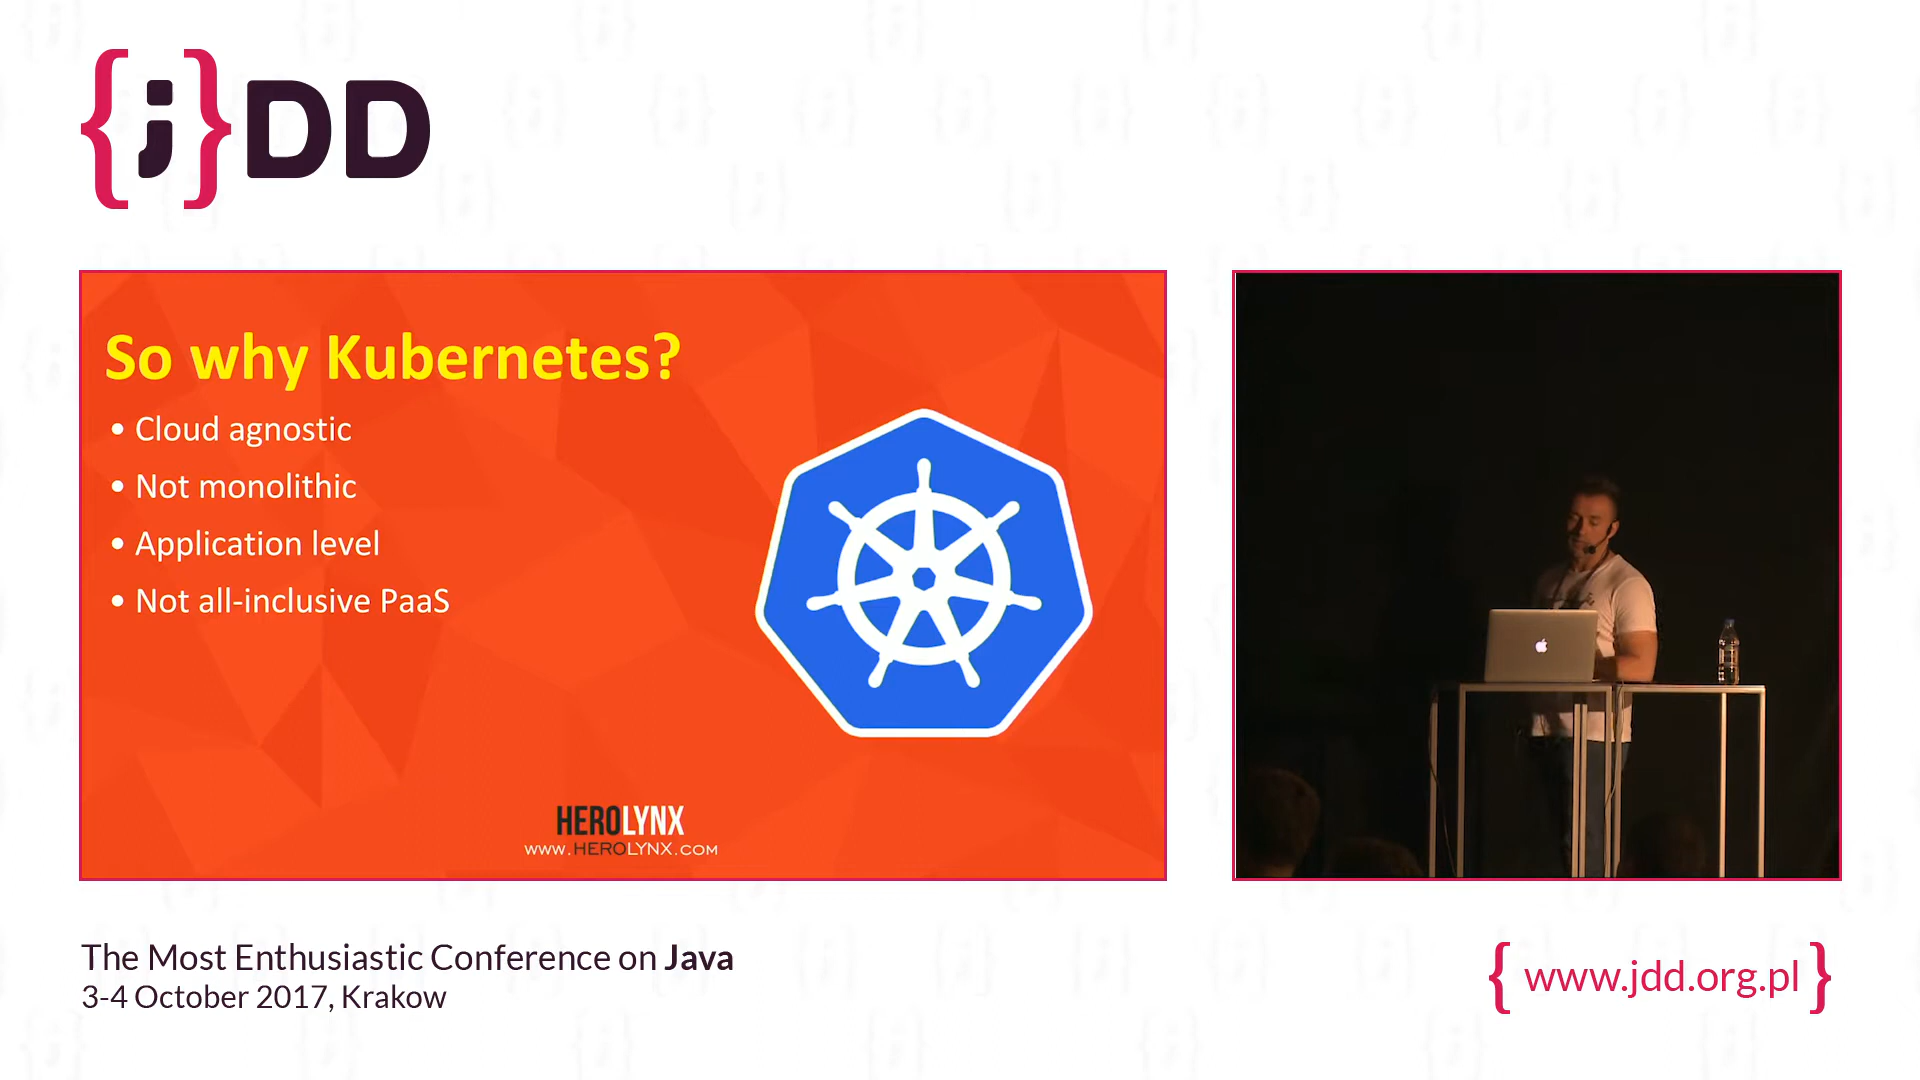 {;}DD
So why Kubernetes?
• Cloud agnostic
• Not monolithic
• Application level
• Not all-inclusive PaaS
HEROLYNX
WWW.HEROLYNX.COM
The Most Enthusiastic Conference on Java
3-4 October 2017, Krakow
{ www.jdd.org.pl }